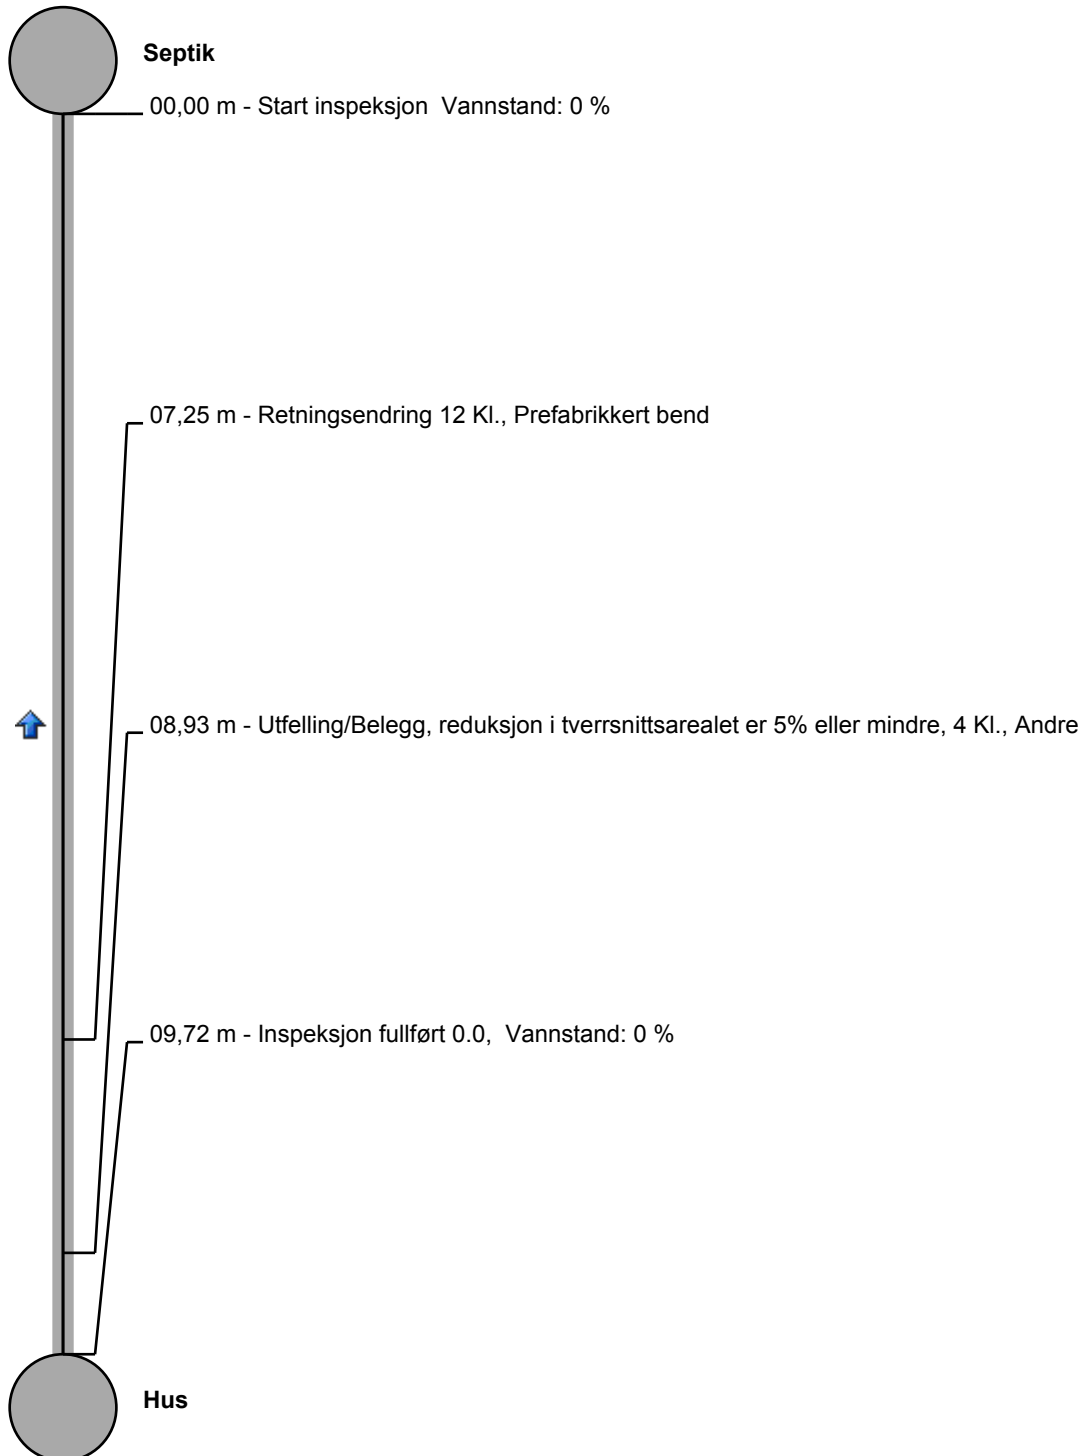 Septik
00,00 m - Start inspeksjon  Vannstand: 0 %
07,25 m - Retningsendring 12 Kl., Prefabrikkert bend
08,93 m - Utfelling/Belegg, reduksjon i tverrsnittsarealet er 5% eller mindre, 4 Kl., Andre
09,72 m - Inspeksjon fullført 0.0,  Vannstand: 0 %
Hus